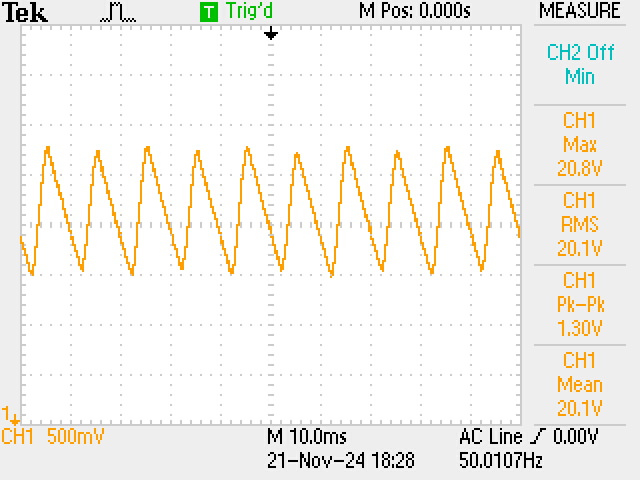 Tek T Trig'd M Pos: 0.000s MEASURE
CH2 Off
Min
CH1
Max
20.8V
CH1
RMS
20.1V
CH1
Pk-Pk
1.30V
CH1
Mean
20.1V
1
CH1 500mV M 10.0ms AC Line 0.00V
21-Nov-24 18:28 50.0107Hz